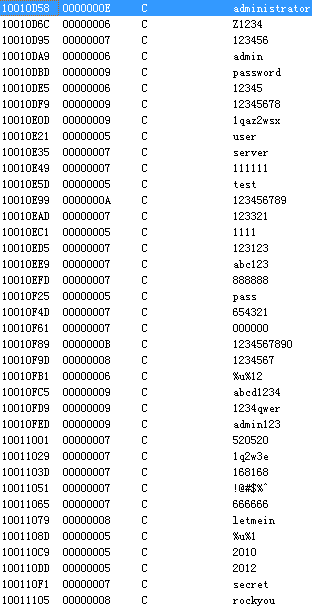 10010D58 0000000E C administrator
10010D6C 00000006 C Z1234
10010D95 00000007 C 123456
10010DA9 00000006 C admin
10010DBD 00000009 C password
10010DE5 00000006 C 12345
10010DF9 00000009 C 12345678
10010E0D 00000009 C 1qaz2wsx
10010E21 00000005 C user
10010E35 00000007 C server
10010E49 00000007 C 111111
10010E5D 00000005 C test
10010E99 0000000A C 123456789
10010EAD 00000007 C 123321
10010EC1 00000005 C 1111
10010ED5 00000007 C 123123
10010EE9 00000007 C abc123
10010EFD 00000007 C 888888
10010F25 00000005 C pass
10010F4D 00000007 C 654321
10010F61 00000007 C 000000
10010F89 0000000B C 1234567890
10010F9D 00000008 C 1234567
10010FB1 00000006 C %u%12
10010FC5 00000009 C abcd1234
10010FD9 00000009 C 1234qwer
10010FED 00000009 C admin123
10011001 00000007 C 520520
10011029 00000007 C 1q2w3e
1001103D 00000007 C 168168
10011051 00000007 C !@#$%^
10011065 00000007 C 666666
10011079 00000008 C letmein
1001108D 00000005 C %u%1
100110C9 00000005 C 2010
100110DD 00000005 C 2012
100110F1 00000007 C secret
10011105 00000008 C rockyou